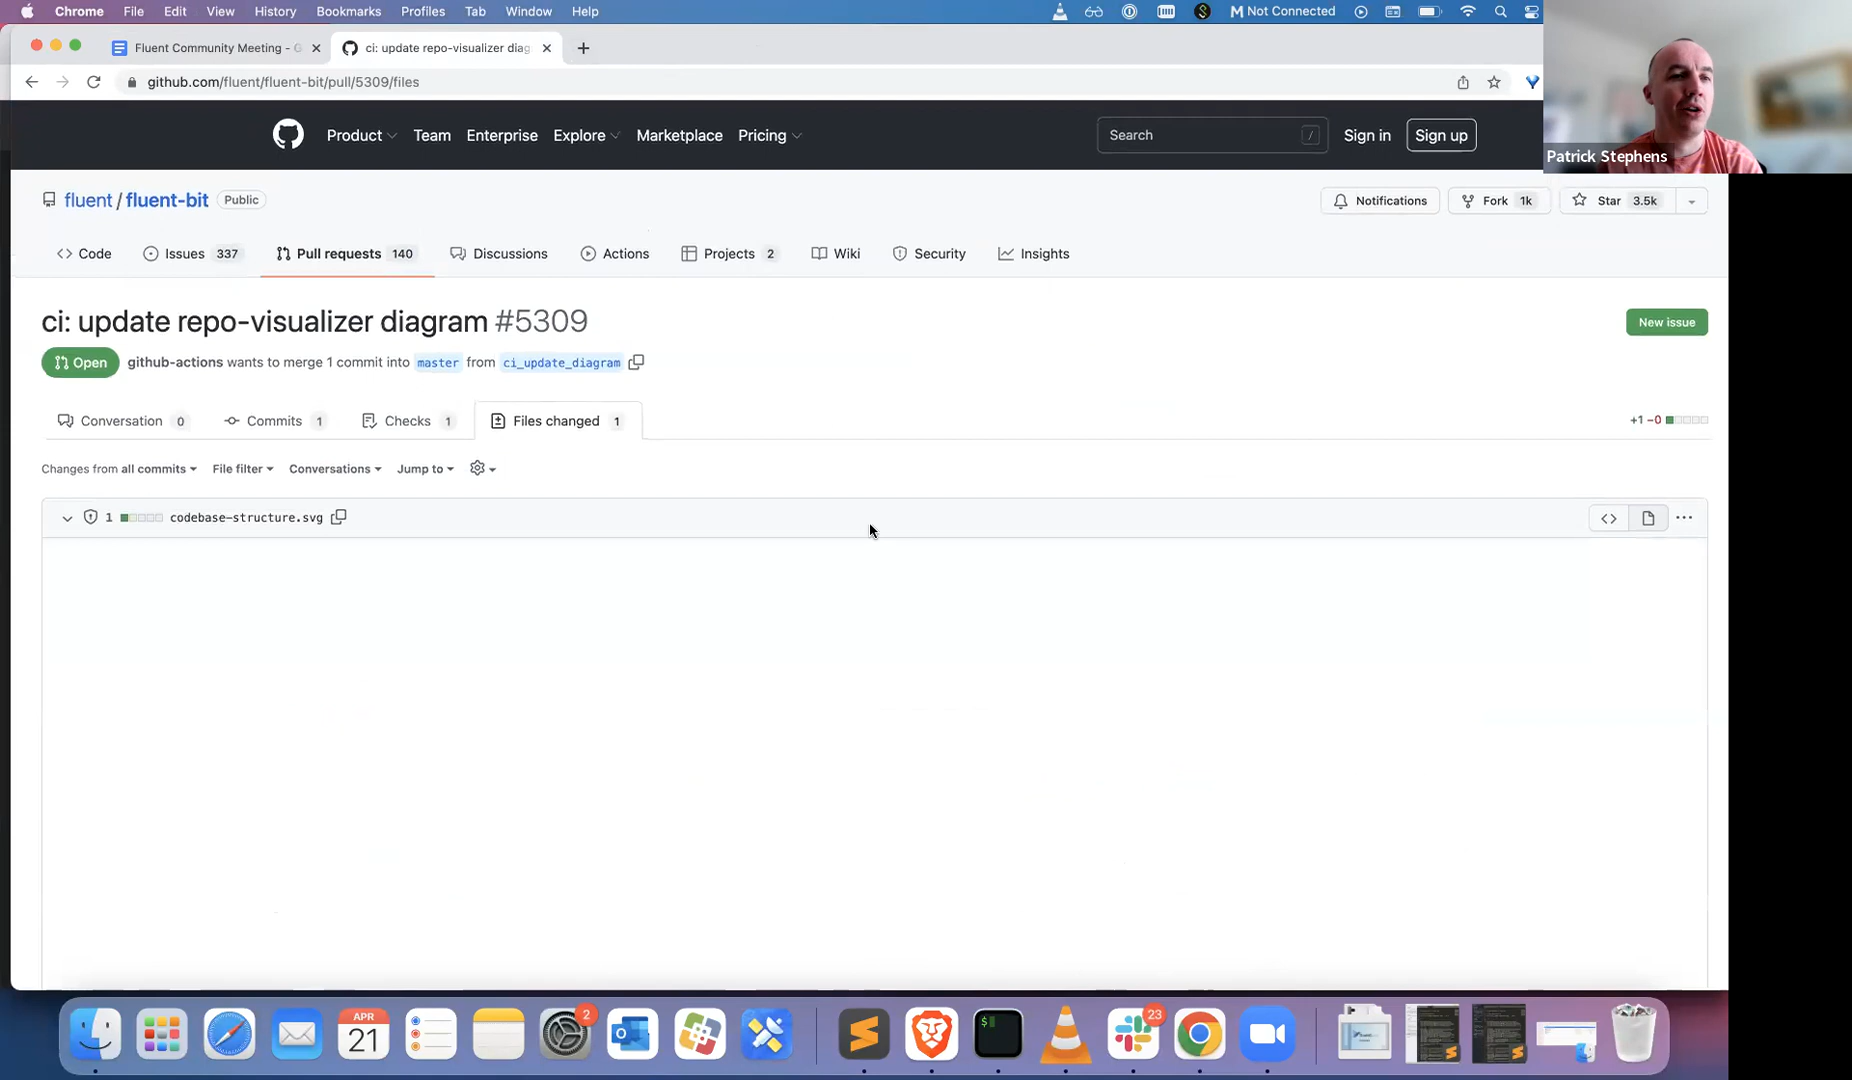 Chrome File Edit View History Bookmarks Profiles Tab Window Help M Not Connected
Fluent Community Meeting - G ci: update repo-visualizer diag
github.com/fluent/fluent-bit/pull/5309/files
Product Team Enterprise Explore Marketplace Pricing Search / Sign in Sign up
Patrick Stephens
fluent / fluent-bit Public Notifications Fork 1k Star 3.5k
<> Code Issues 337 Pull requests 140 Discussions Actions Projects 2 Wiki Security Insights
ci: update repo-visualizer diagram #5309 New issue
Open github-actions wants to merge 1 commit into master from ci_update_diagram
Conversation 0 Commits 1 Checks 1 Files changed 1 +1 −0
Changes from all commits File filter Conversations Jump to
1 codebase-structure.svg <> ...
2 23
APR
21
$